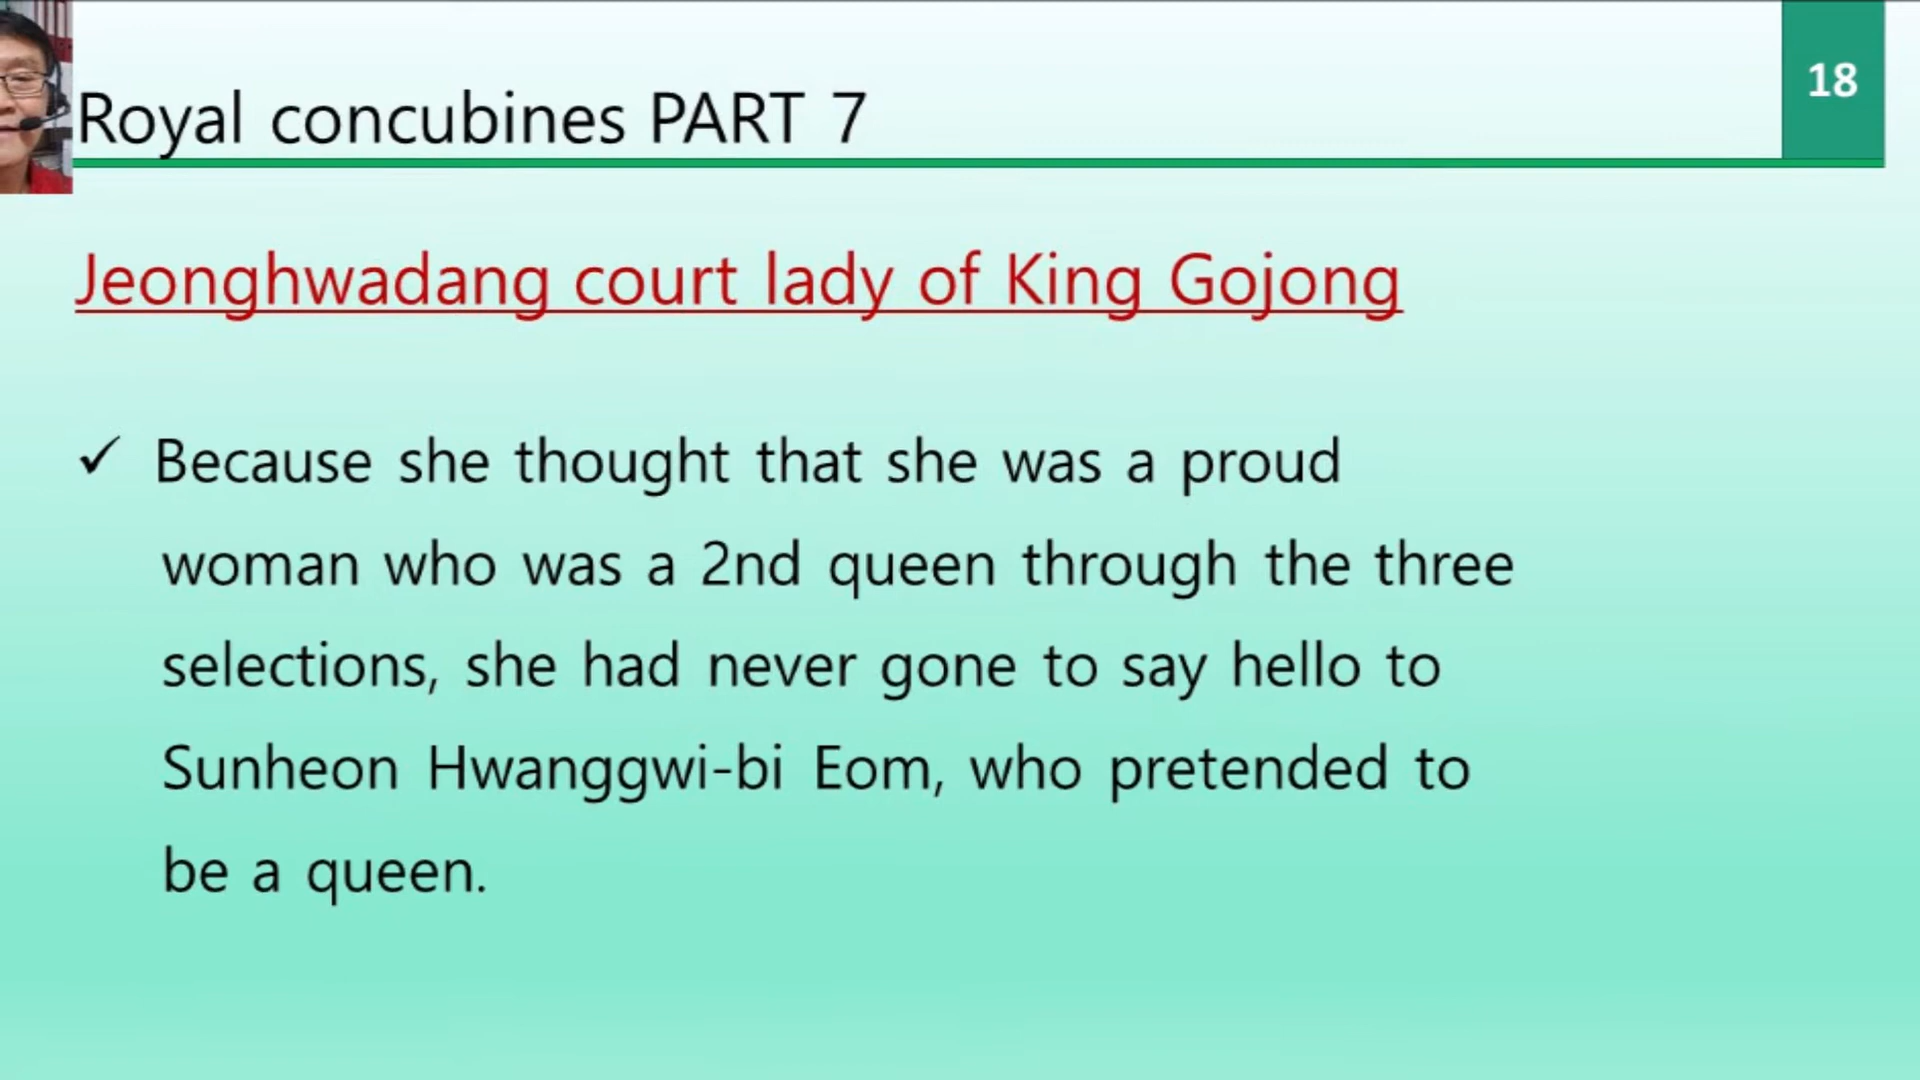 Royal concubines PART 7
18
Jeonghwadang court lady of King Gojong
✓ Because she thought that she was a proud
woman who was a 2nd queen through the three
selections, she had never gone to say hello to
Sunheon Hwanggwi-bi Eom, who pretended to
be a queen.